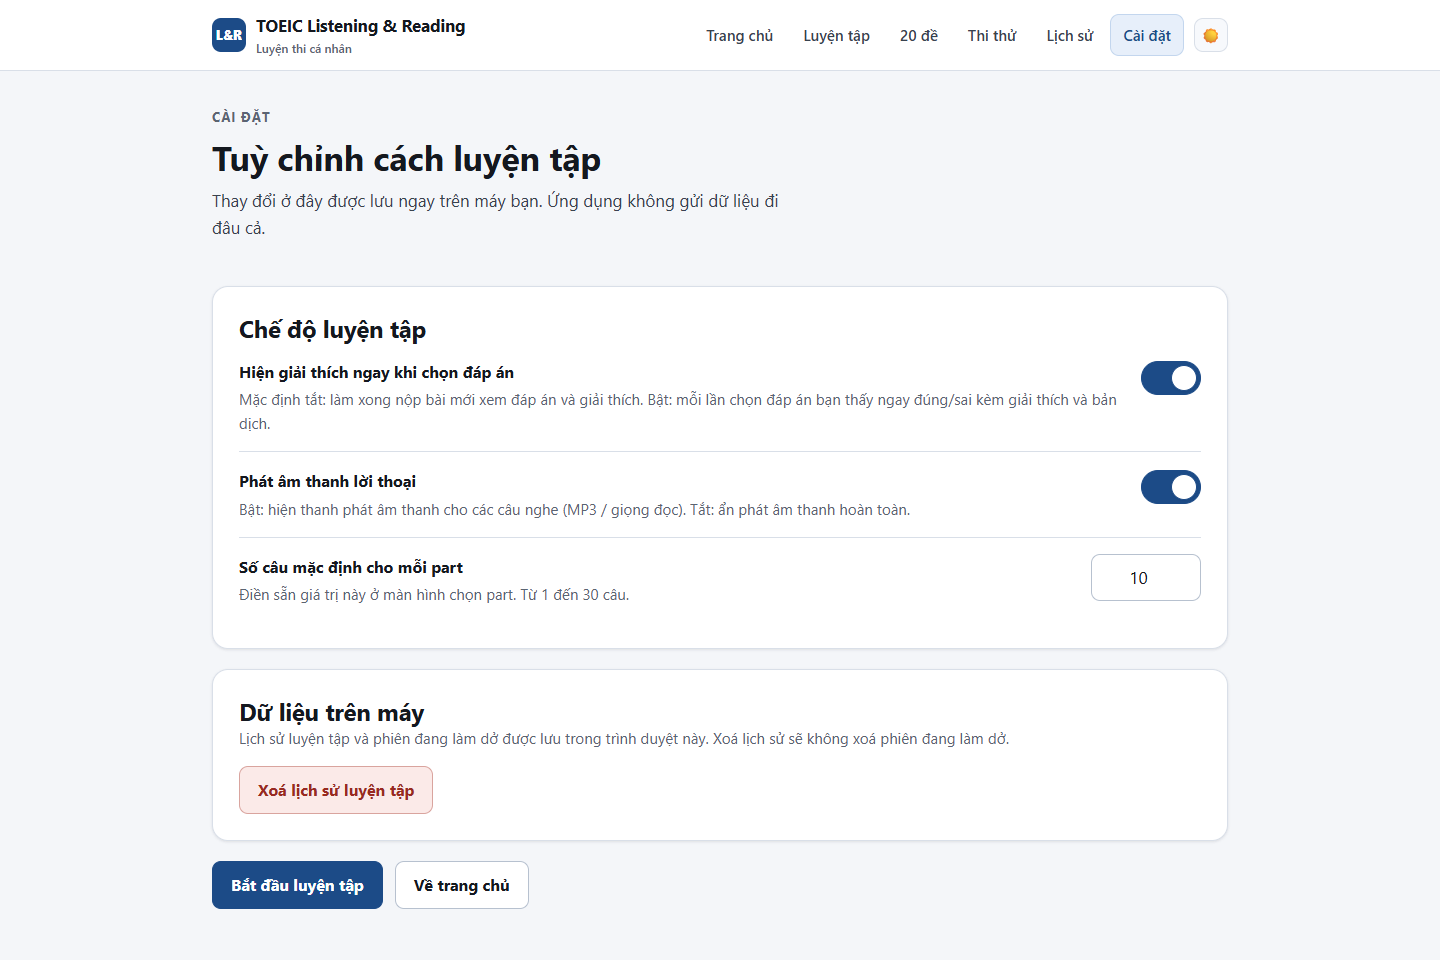 L&R
TOEIC Listening & Reading
Luyện thi cá nhân
Trang chủ
Luyện tập
20 đề
Thi thử
Lịch sử
Cài đặt
CÀI ĐẶT
Tuỳ chỉnh cách luyện tập
Thay đổi ở đây được lưu ngay trên máy bạn. Ứng dụng không gửi dữ liệu đi
đâu cả.
Chế độ luyện tập
Hiện giải thích ngay khi chọn đáp án
Mặc định tắt: làm xong nộp bài mới xem đáp án và giải thích. Bật: mỗi lần chọn đáp án bạn thấy ngay đúng/sai kèm giải thích và bản
dịch.
Phát âm thanh lời thoại
Bật: hiện thanh phát âm thanh cho các câu nghe (MP3 / giọng đọc). Tắt: ẩn phát âm thanh hoàn toàn.
Số câu mặc định cho mỗi part
10
Điền sẵn giá trị này ở màn hình chọn part. Từ 1 đến 30 câu.
Dữ liệu trên máy
Lịch sử luyện tập và phiên đang làm dở được lưu trong trình duyệt này. Xoá lịch sử sẽ không xoá phiên đang làm dở.
Xoá lịch sử luyện tập
Bắt đầu luyện tập
Về trang chủ